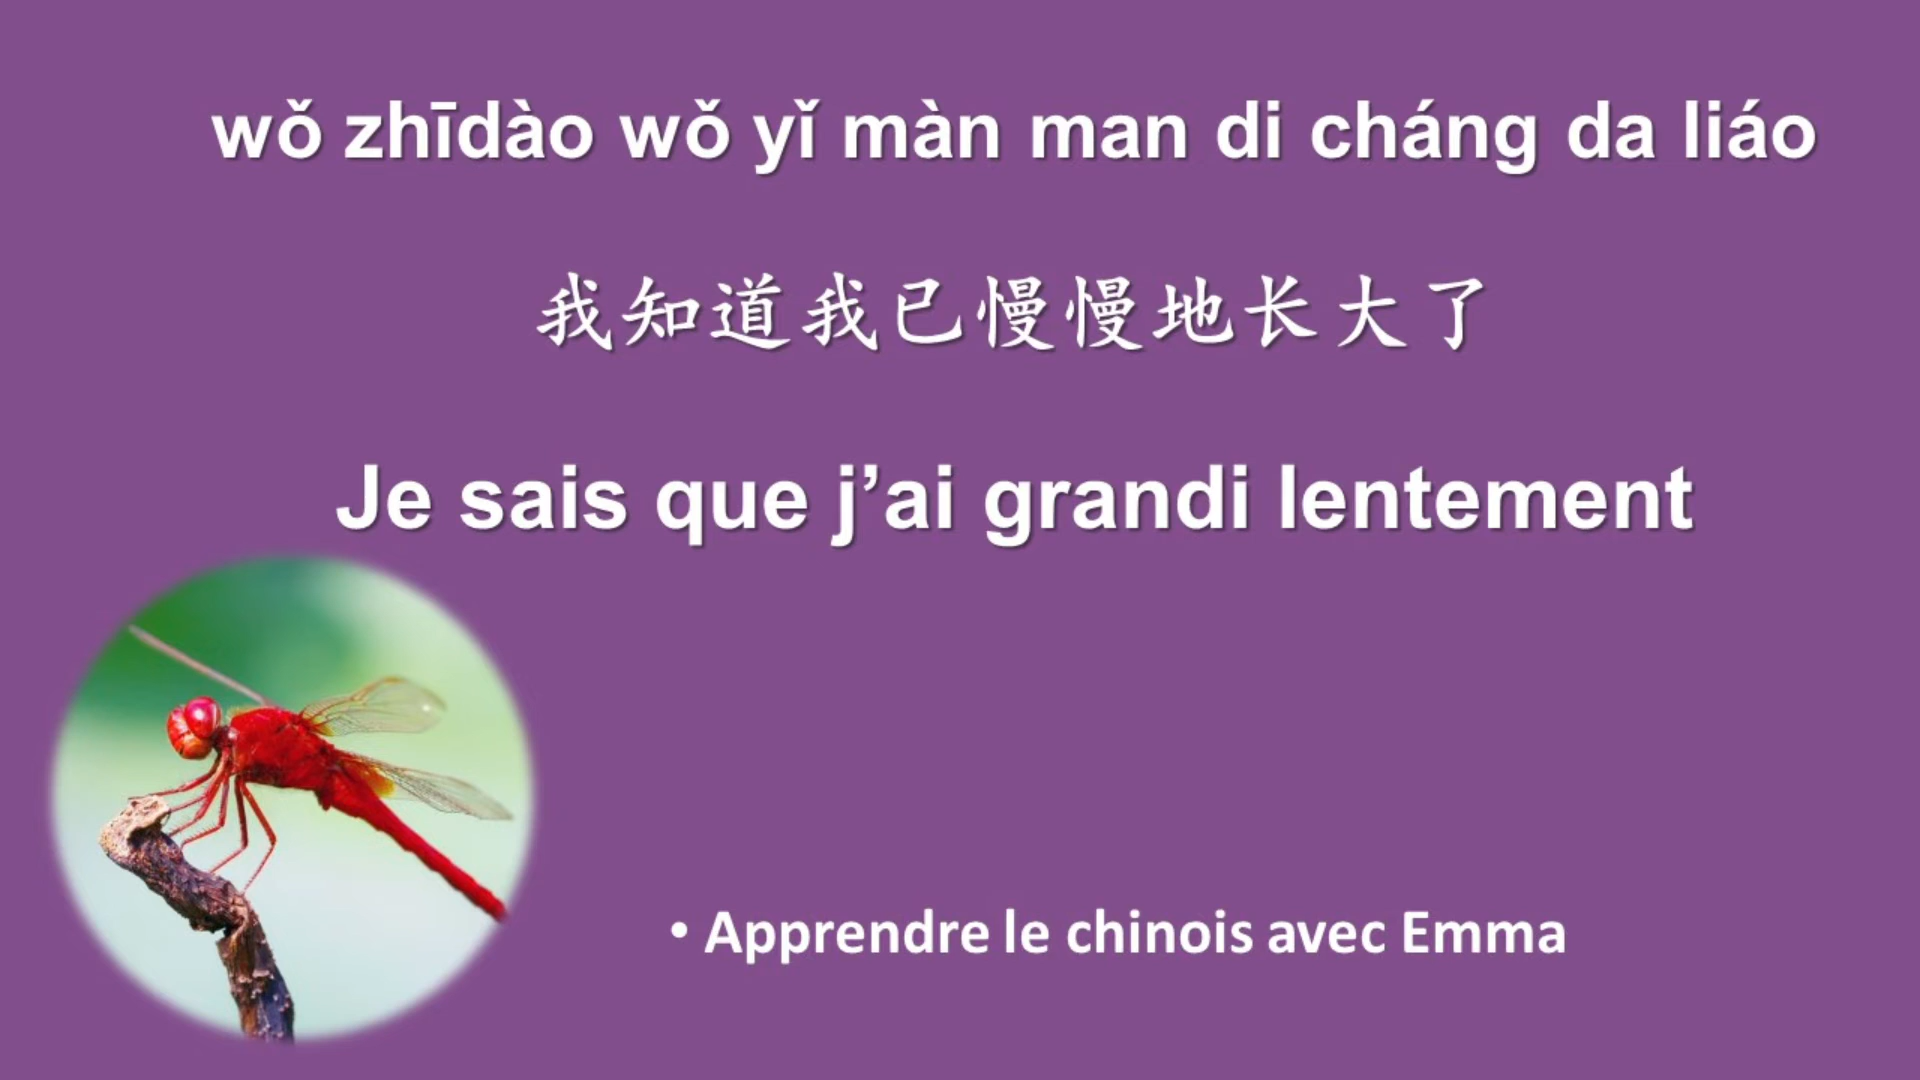 wǒ zhīdào wǒ yǐ màn man di cháng da liáo
我知道我已慢慢地长大了
Je sais que j’ai grandi lentement
• Apprendre le chinois avec Emma